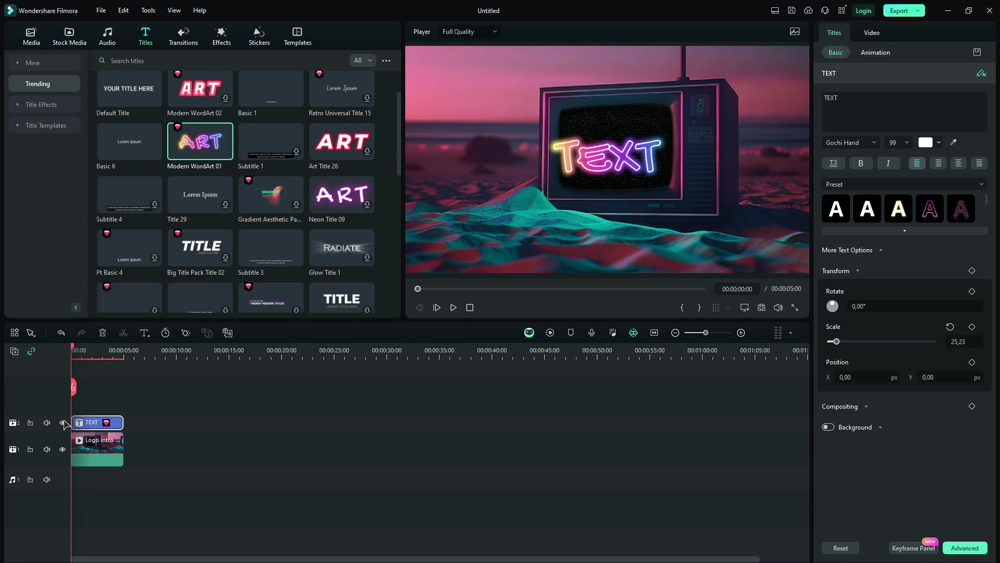 Wondershare Filmora
File
Edit
Tools
View
Help
Untitled
Login
Export
Media
Stock Media
Audio
Titles
Transitions
Effects
Stickers
Templates
Player
Full Quality
Titles
Video
Mine
Search titles
All
Basic
Animation
Trending
TEXT
YOUR TITLE HERE
ART
Lorem Ipsum
Title Effects
Default Title
Modern WordArt 02
Basic 1
Retro Universal Title 15
TEXT
Title Templates
Lorem ipsum
ART
ART
Basic 6
Modern WordArt 01
Subtitle 1
Art Title 26
TEXT
Gochi Hand
99
B
I
Lorem Ipsum
ART
Preset
Subtitle 4
Title 29
Gradient Aesthetic Pa...
Neon Title 09
A
A
A
A
A
Lorem ipsum
TITLE
RADIATE
More Text Options
Pt Basic 4
Big Title Pack Title 02
Subtitle 3
Glow Title 1
Transform
TITLE
Rotate
0,00°
00:00:00:00
/
00:00:05:00
Scale
25,23
00:00
00:00:05:00
00:00:10:00
00:00:15:00
00:00:20:00
00:00:25:00
00:00:30:00
00:00:35:00
00:00:40:00
00:00:45:00
00:00:50:00
00:00:55:00
00:01:00:00
00:01:05:00
Position
X
0,00
px
Y
0,00
px
Compositing
Background
2
TEXT
1
Logo Intro ...
1
Reset
Keyframe Panel
NEW
Advanced